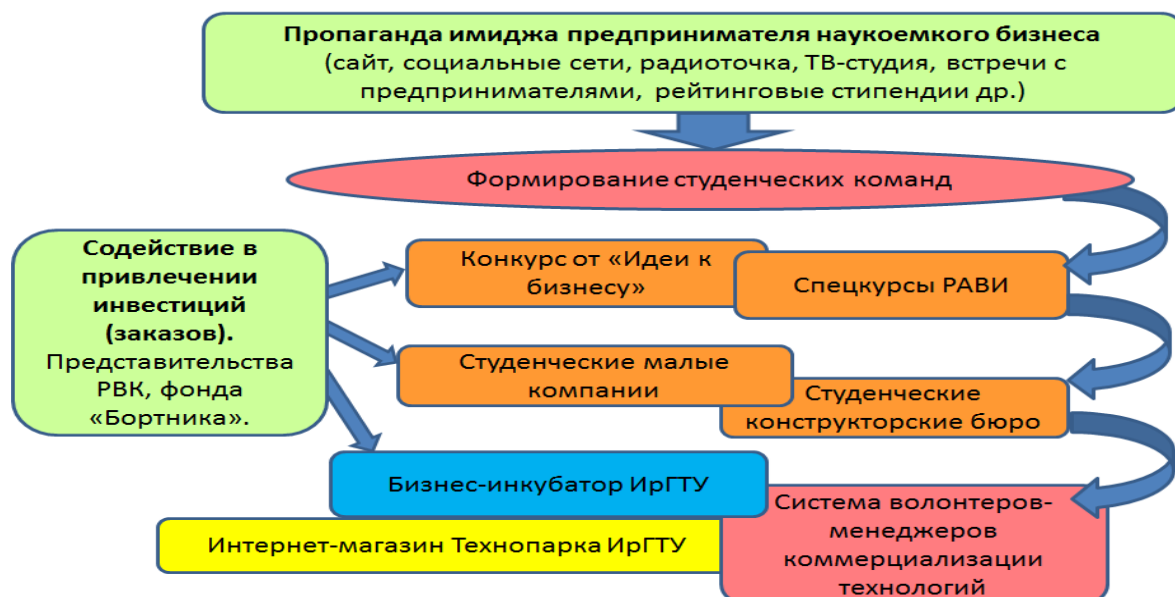 Пропаганда имиджа предпринимателя наукоемкого бизнеса
(сайт, социальные сети, радиоточка, ТВ-студия, встречи с
предпринимателями, рейтинговые стипендии др.)
Формирование студенческих команд
Содействие в
привлечении
инвестиций
(заказов).
Представительства
РВК, фонда
«Бортника».
Конкурс от «Идеи к
бизнесу»
Спецкурсы РАВИ
Студенческие малые
компании
Студенческие
конструкторские бюро
Бизнес-инкубатор ИрГТУ
Интернет-магазин Технопарка ИрГТУ
Система волонтеров-
менеджеров
коммерциализации
технологий